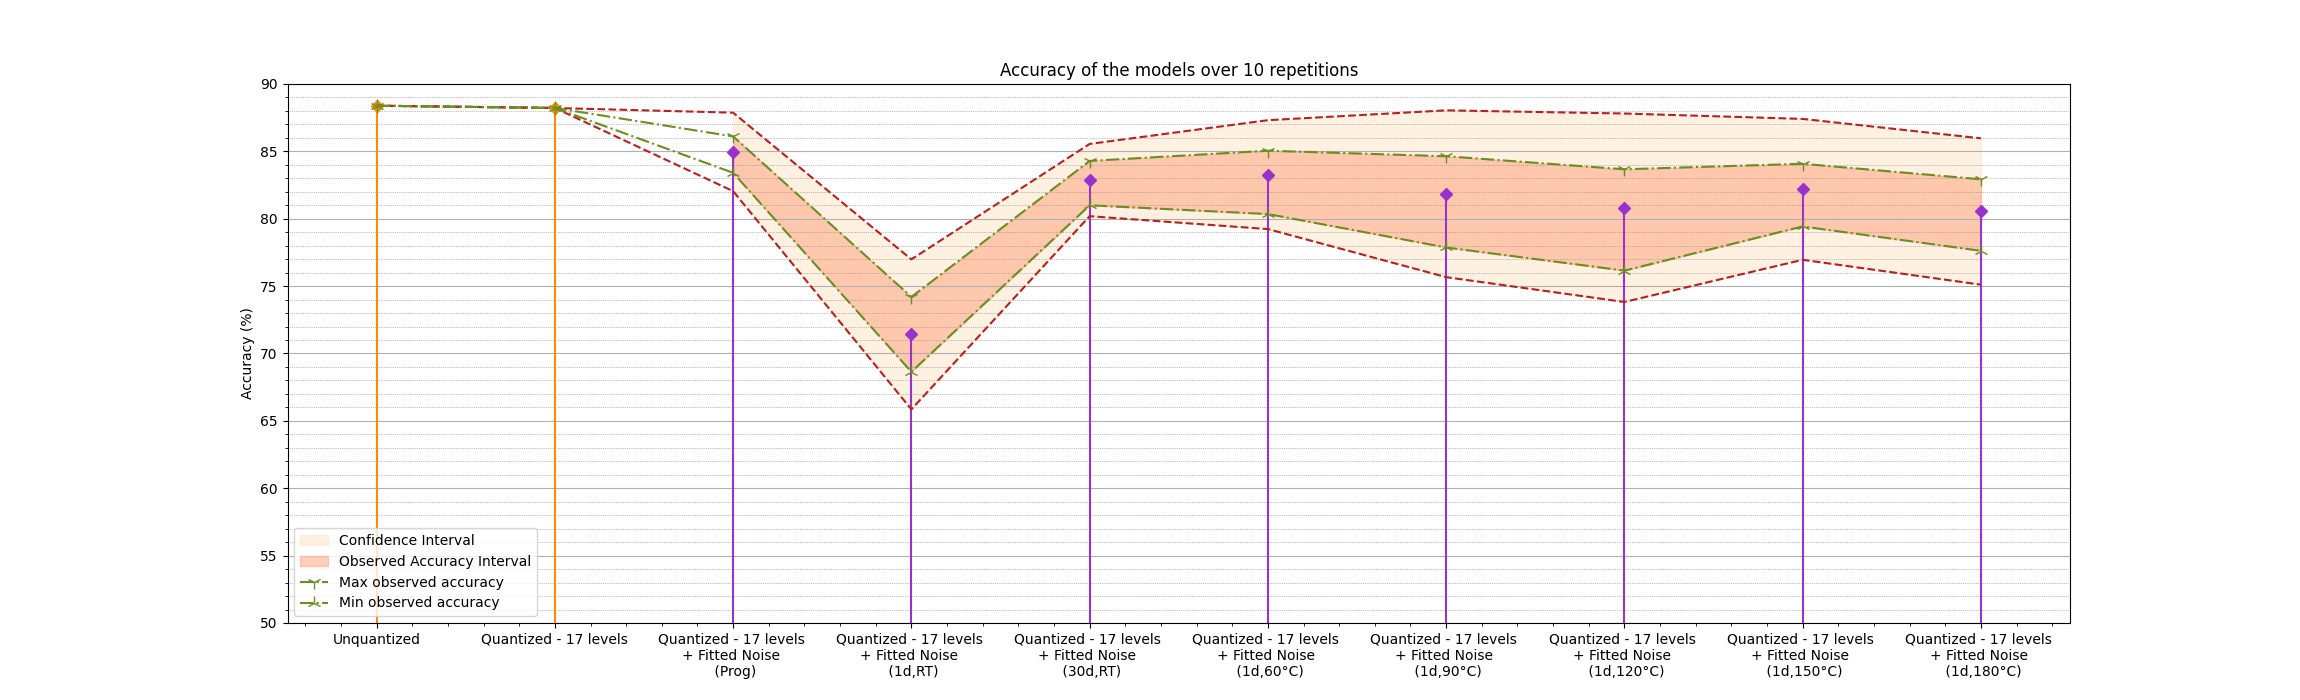 Accuracy of the models over 10 repetitions
90
85
80
75
70
65
60
55
50
Accuracy (%)
Confidence Interval
Observed Accuracy Interval
Max observed accuracy
Min observed accuracy
Unquantized
Quantized - 17 levels
Quantized - 17 levels
+ Fitted Noise
(Prog)
Quantized - 17 levels
+ Fitted Noise
(1d,RT)
Quantized - 17 levels
+ Fitted Noise
(30d,RT)
Quantized - 17 levels
+ Fitted Noise
(1d,60°C)
Quantized - 17 levels
+ Fitted Noise
(1d,90°C)
Quantized - 17 levels
+ Fitted Noise
(1d,120°C)
Quantized - 17 levels
+ Fitted Noise
(1d,150°C)
Quantized - 17 levels
+ Fitted Noise
(1d,180°C)